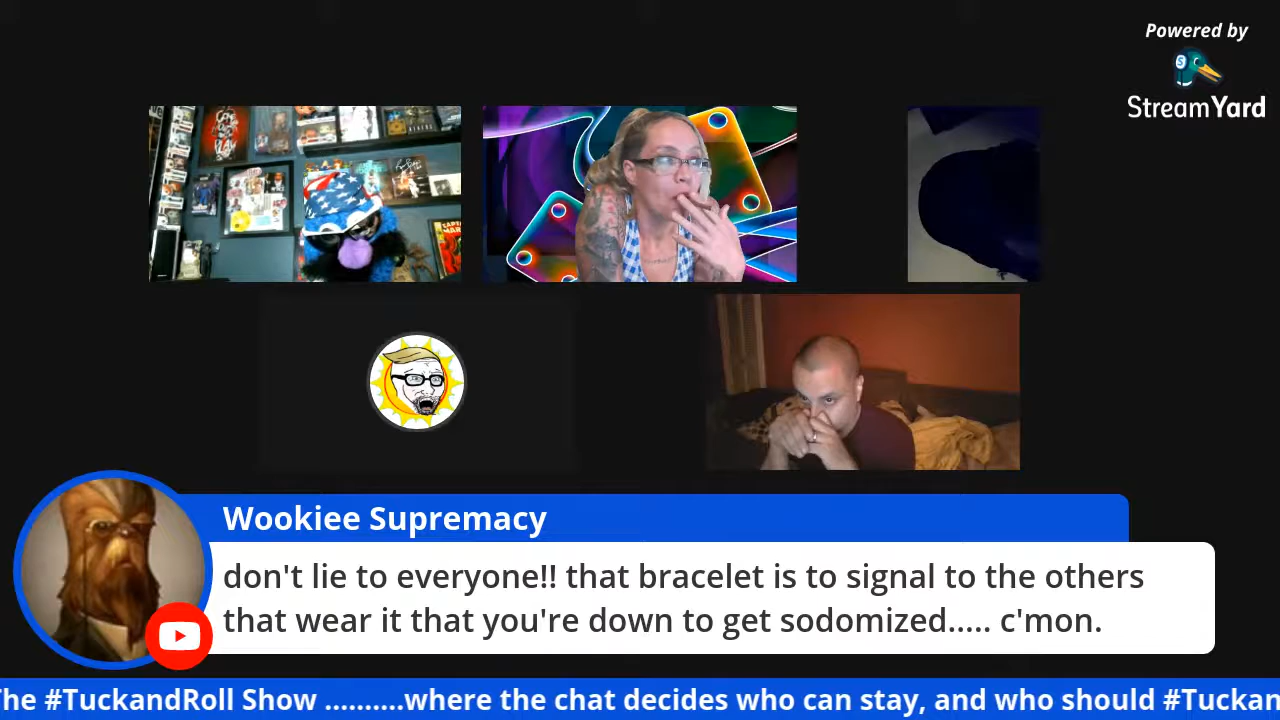 Powered by
StreamYard
Wookiee Supremacy
don't lie to everyone!! that bracelet is to signal to the others
that wear it that you're down to get sodomized..... c'mon.
The #TuckandRoll Show ..........where the chat decides who can stay, and who should #Tuckan